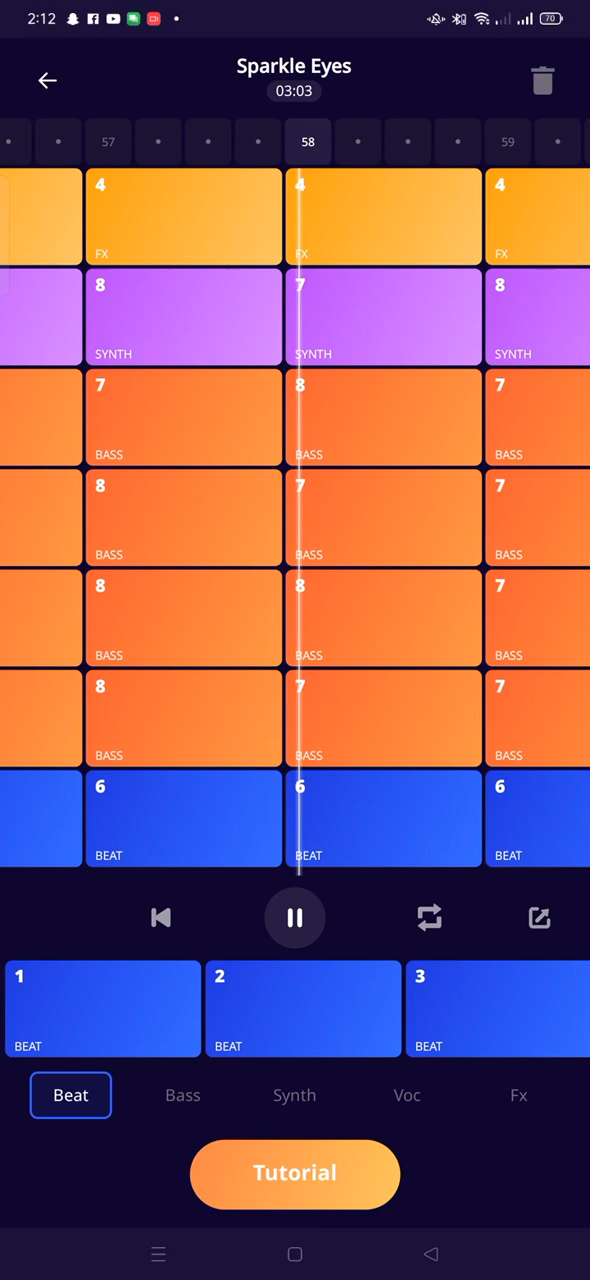 2:12
70
Sparkle Eyes
03:03
57
58
59
4
4
4
FX
FX
FX
8
7
8
SYNTH
SYNTH
SYNTH
7
8
7
BASS
BASS
BASS
8
7
7
BASS
BASS
BASS
8
8
7
BASS
BASS
BASS
8
7
7
BASS
BASS
BASS
6
6
6
BEAT
BEAT
BEAT
1
2
3
BEAT
BEAT
BEAT
Beat
Bass
Synth
Voc
Fx
Tutorial